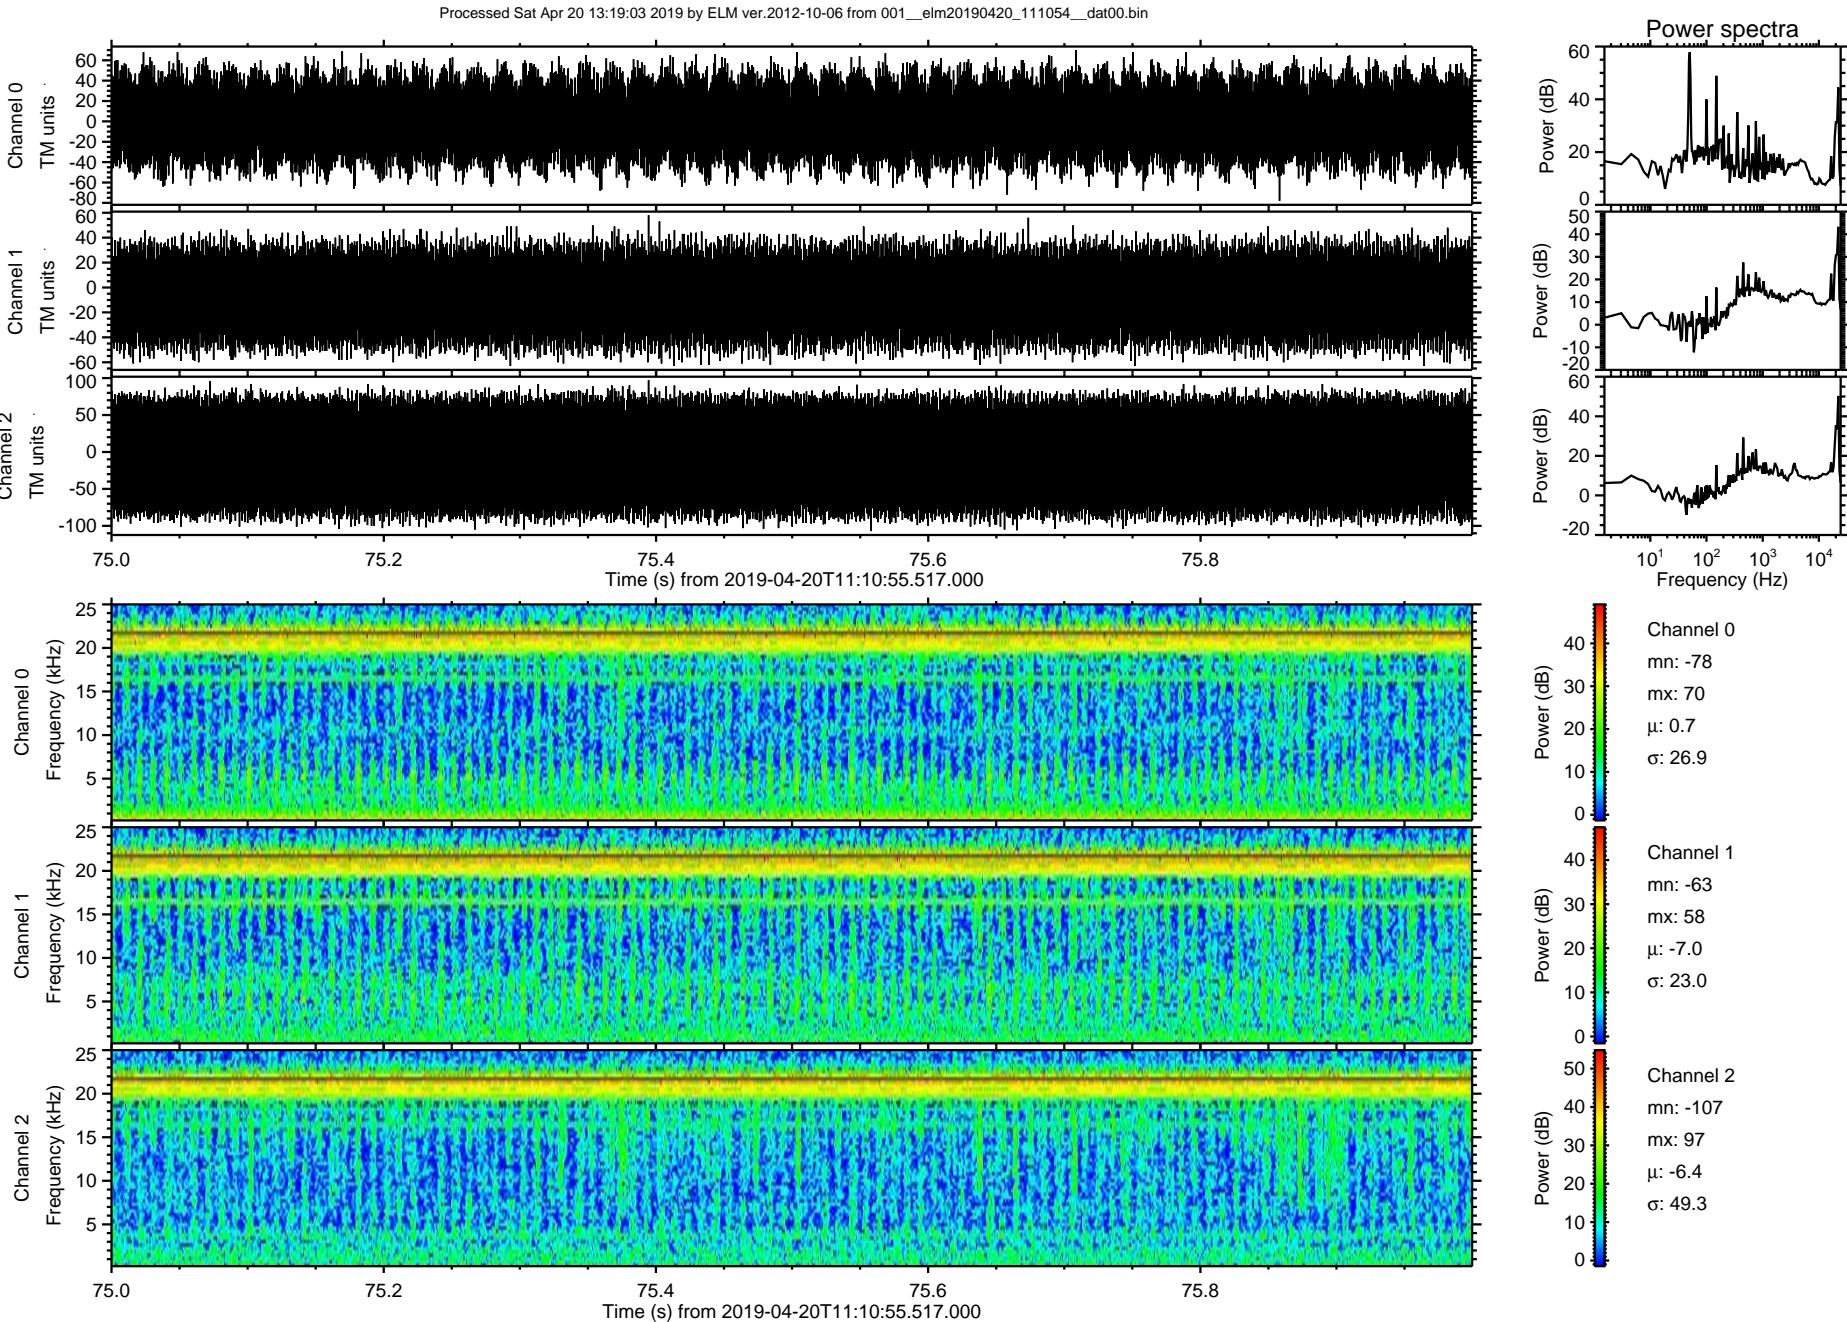 Processed Sat Apr 20 13:19:03 2019 by ELM ver.2012-10-06 from 001__elm20190420_111054__dat00.bin
Power spectra
Channel 0
TM units
60
40
20
0
-20
-40
-60
-80
Power (dB)
60
40
20
0
Channel 1
TM units
60
40
20
0
-20
-40
-60
Power (dB)
50
40
30
20
10
0
-10
-20
Channel 2
TM units
100
50
0
-50
-100
Power (dB)
60
40
20
0
-20
75.0 75.2 75.4 75.6 75.8
Time (s) from 2019-04-20T11:10:55.517.000
10¹ 10² 10³ 10⁴
Frequency (Hz)
Channel 0
Frequency (kHz)
25
20
15
10
5
Power (dB)
40
30
20
10
0
Channel 0
mn: -78
mx: 70
μ: 0.7
σ: 26.9
Channel 1
Frequency (kHz)
25
20
15
10
5
Power (dB)
40
30
20
10
0
Channel 1
mn: -63
mx: 58
μ: -7.0
σ: 23.0
Channel 2
Frequency (kHz)
25
20
15
10
5
Power (dB)
50
40
30
20
10
0
Channel 2
mn: -107
mx: 97
μ: -6.4
σ: 49.3
75.0 75.2 75.4 75.6 75.8
Time (s) from 2019-04-20T11:10:55.517.000